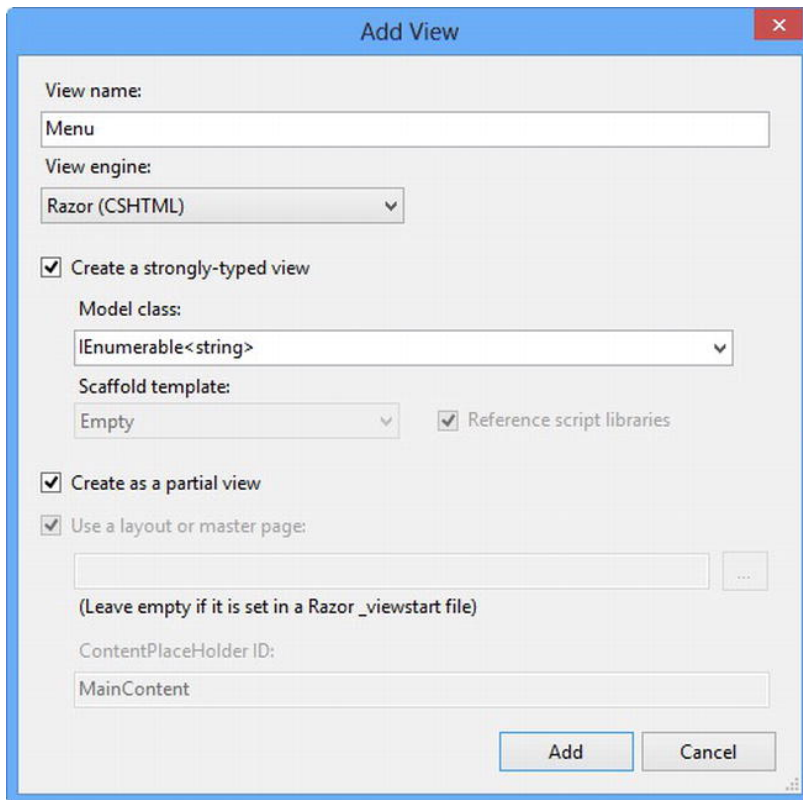 Add View
View name:
Menu
View engine:
Razor (CSHTML)
Create a strongly-typed view
Model class:
IEnumerable<string>
Scaffold template:
Empty
Reference script libraries
Create as a partial view
Use a layout or master page:
...
(Leave empty if it is set in a Razor _viewstart file)
ContentPlaceHolder ID:
MainContent
Add Cancel